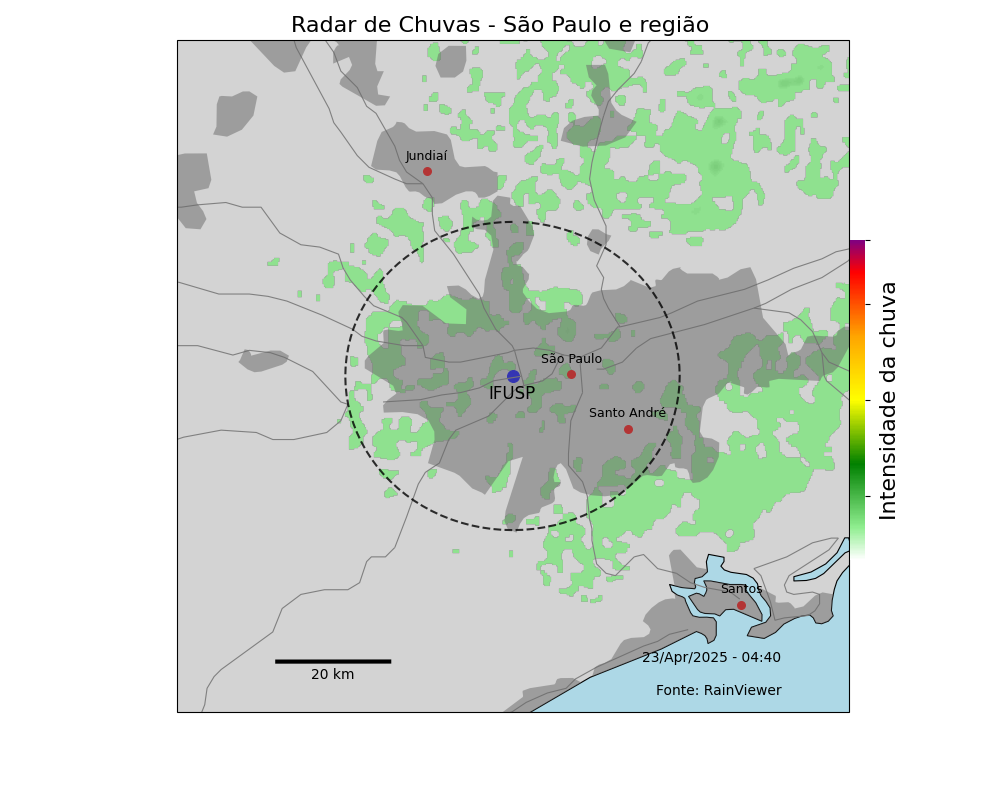 Radar de Chuvas - São Paulo e região
Jundiaí
São Paulo
IFUSP
Santo André
Intensidade da chuva
Santos
23/Apr/2025 - 04:40
20 km
Fonte: RainViewer